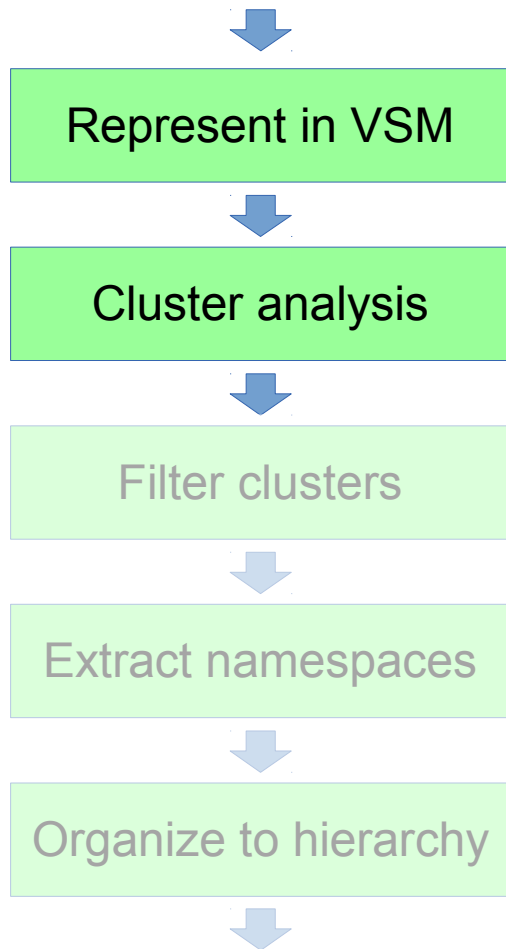 Represent in VSM
Cluster analysis
Filter clusters
Extract namespaces
Organize to hierarchy